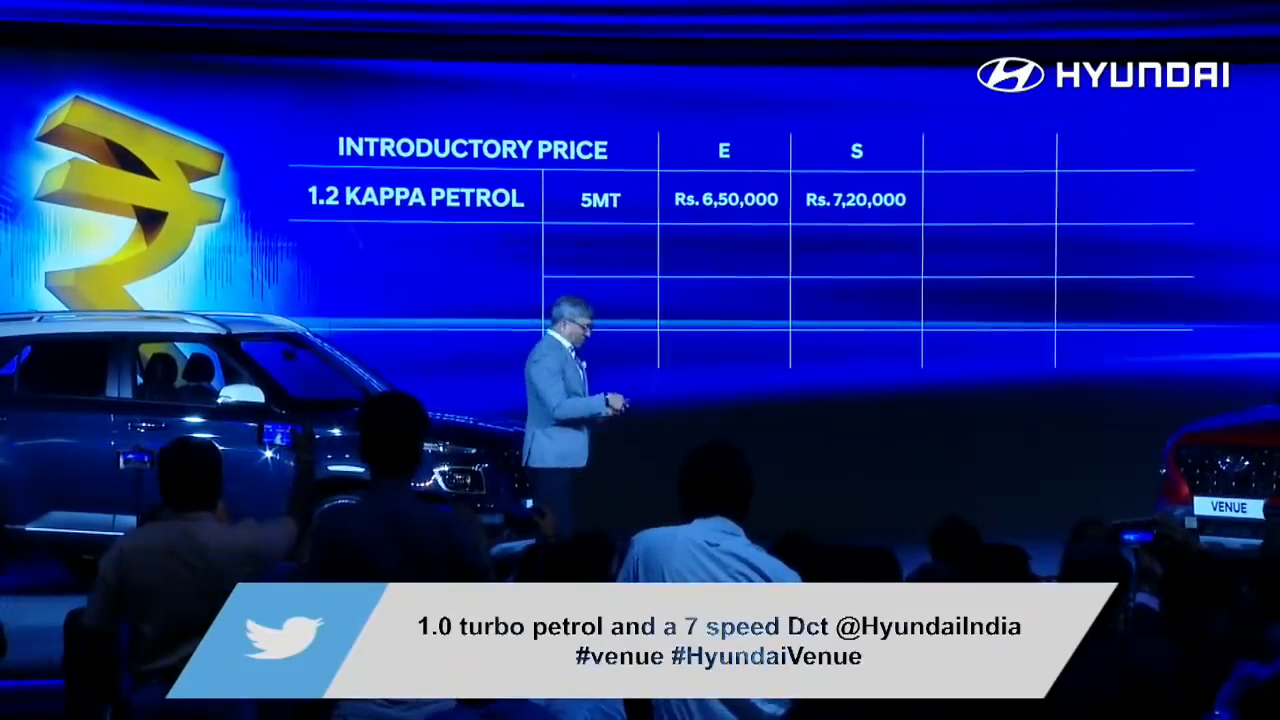 HYUNDAI
INTRODUCTORY PRICE E S
1.2 KAPPA PETROL 5MT Rs. 6,50,000 Rs. 7,20,000
VENUE
1.0 turbo petrol and a 7 speed Dct @HyundaiIndia
#venue #HyundaiVenue